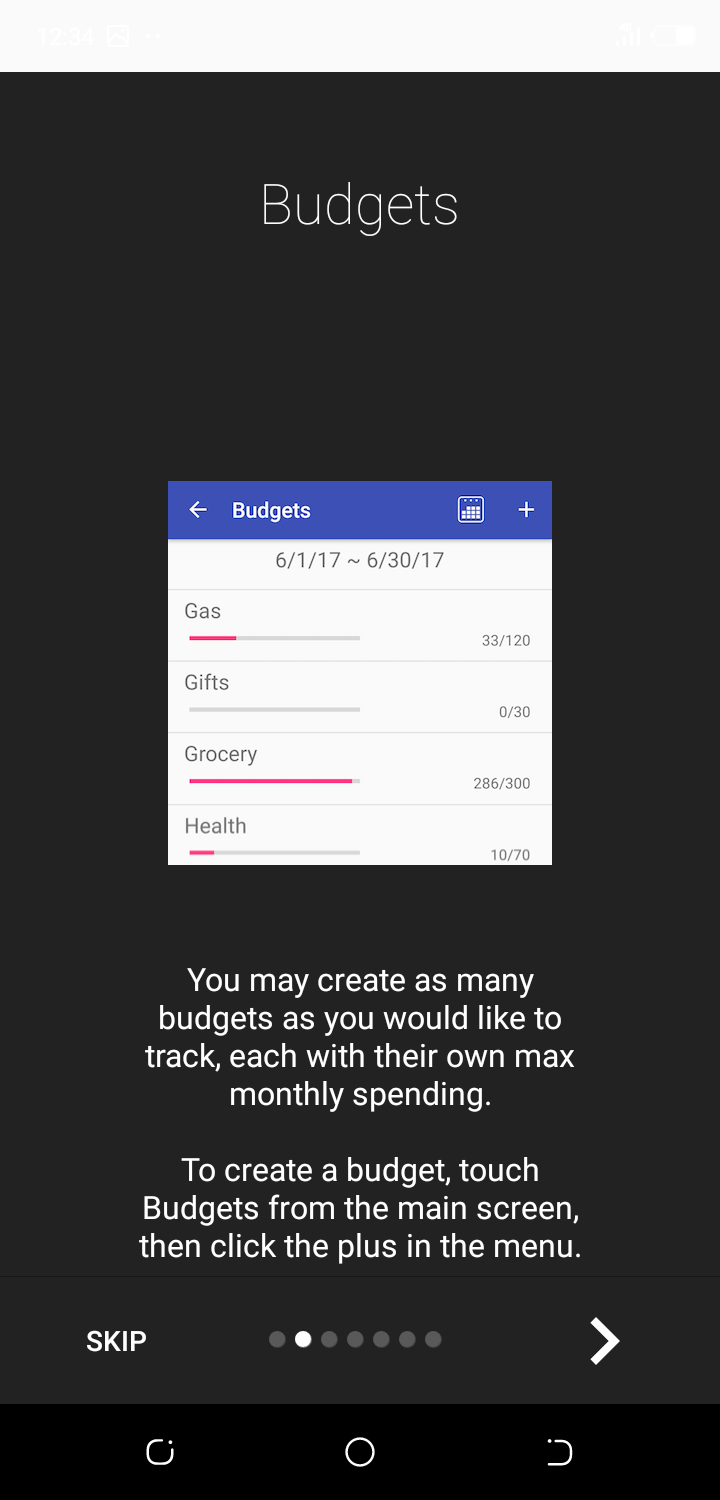 12:34
Budgets
Budgets
6/1/17 ~ 6/30/17
Gas
33/120
Gifts
0/30
Grocery
286/300
Health
10/70
You may create as many
budgets as you would like to
track, each with their own max
monthly spending.
To create a budget, touch
Budgets from the main screen,
then click the plus in the menu.
SKIP